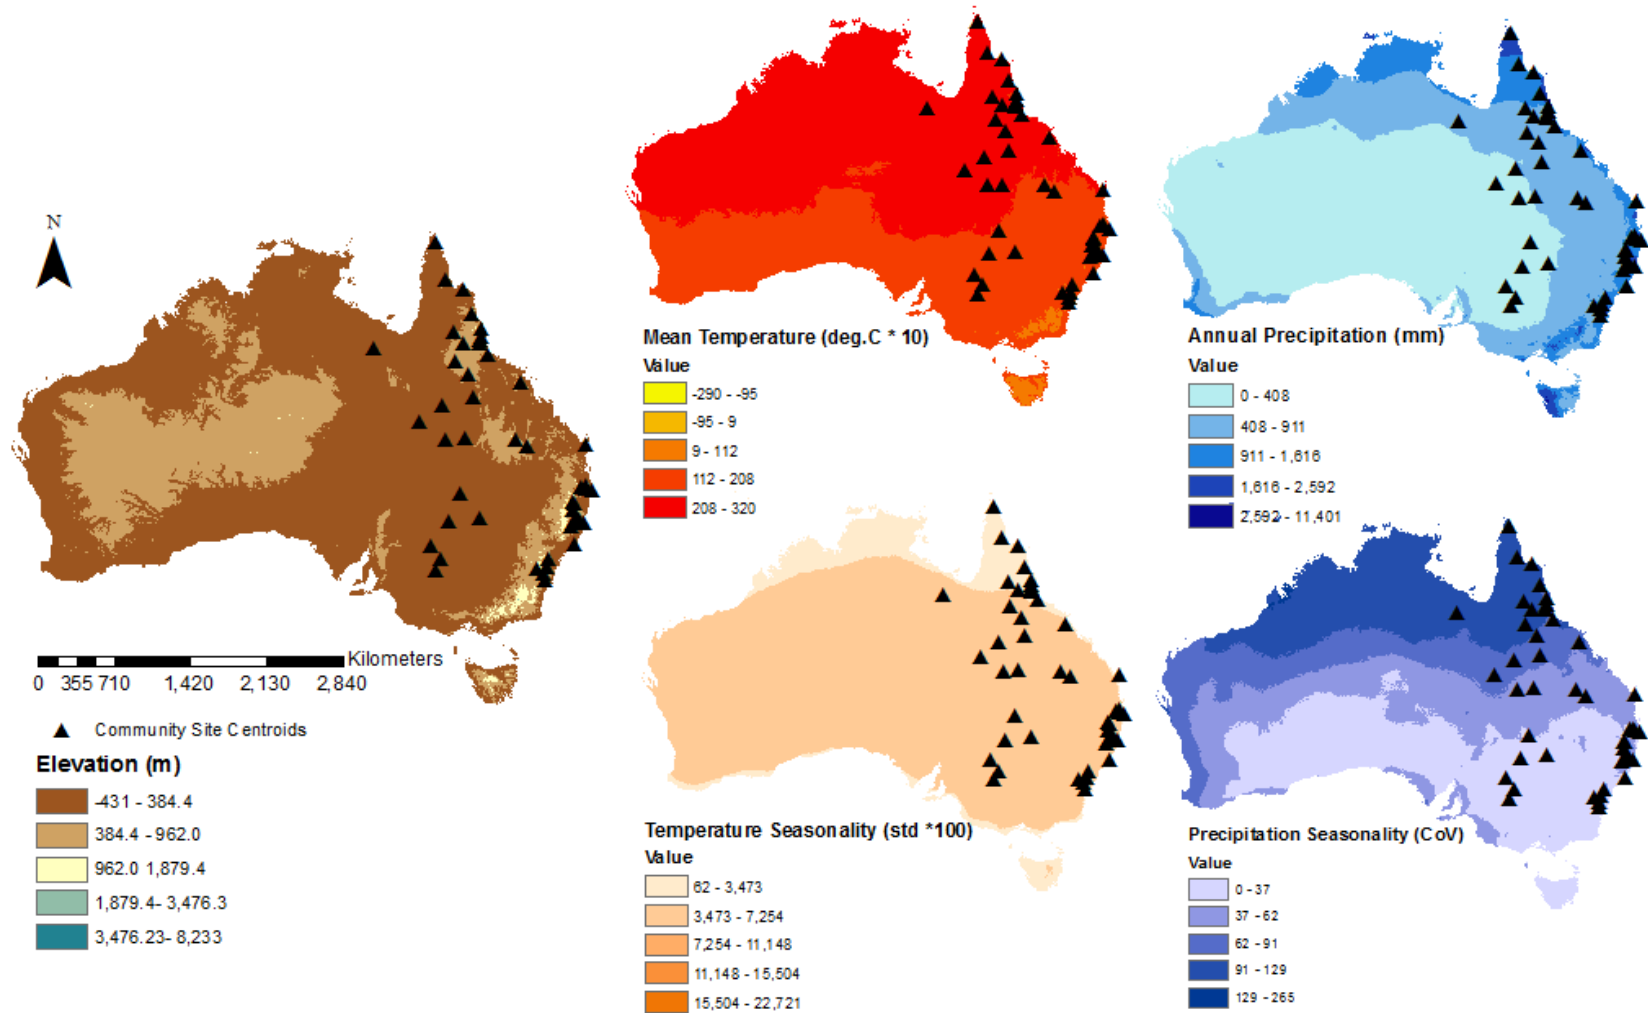 N
Kilometers
0 355 710 1,420 2,130 2,840
Community Site Centroids
Elevation (m)
-431 - 384.4
384.4 - 962.0
962.0 1,879.4
1,879.4- 3,476.3
3,476.23- 8,233
Mean Temperature (deg.C * 10)
Value
-290 - -95
-95 - 9
9 - 112
112 - 208
208 - 320
Annual Precipitation (mm)
Value
0 - 408
408 - 911
911 - 1,616
1,616 - 2,592
2,592 - 11,401
Temperature Seasonality (std *100)
Value
62 - 3,473
3,473 - 7,254
7,254 - 11,148
11,148 - 15,504
15,504 - 22,721
Precipitation Seasonality (CoV)
Value
0 - 37
37 - 62
62 - 91
91 - 129
129 - 265